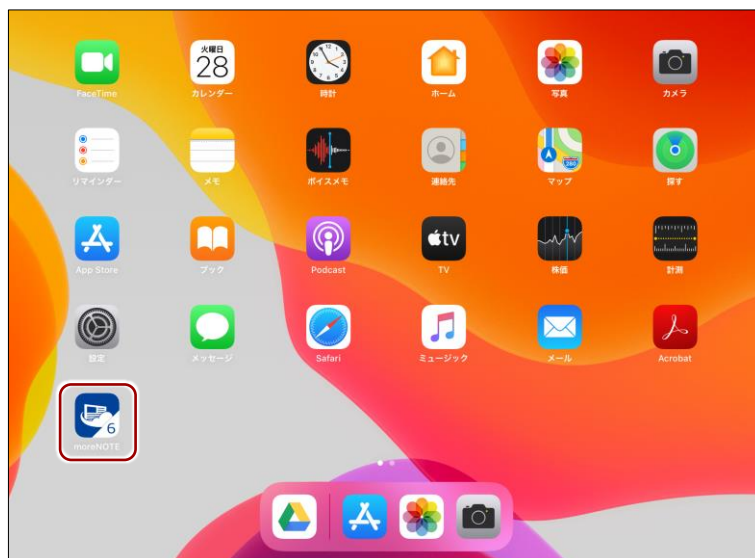 火曜日
28
FaceTime
カレンダー
時計
ホーム
写真
カメラ
リマインダー
メモ
ボイスメモ
連絡先
マップ
探す
tv
App Store
ブック
Podcast
TV
株価
計測
設定
メッセージ
Safari
ミュージック
メール
Acrobat
6
moreNOTE